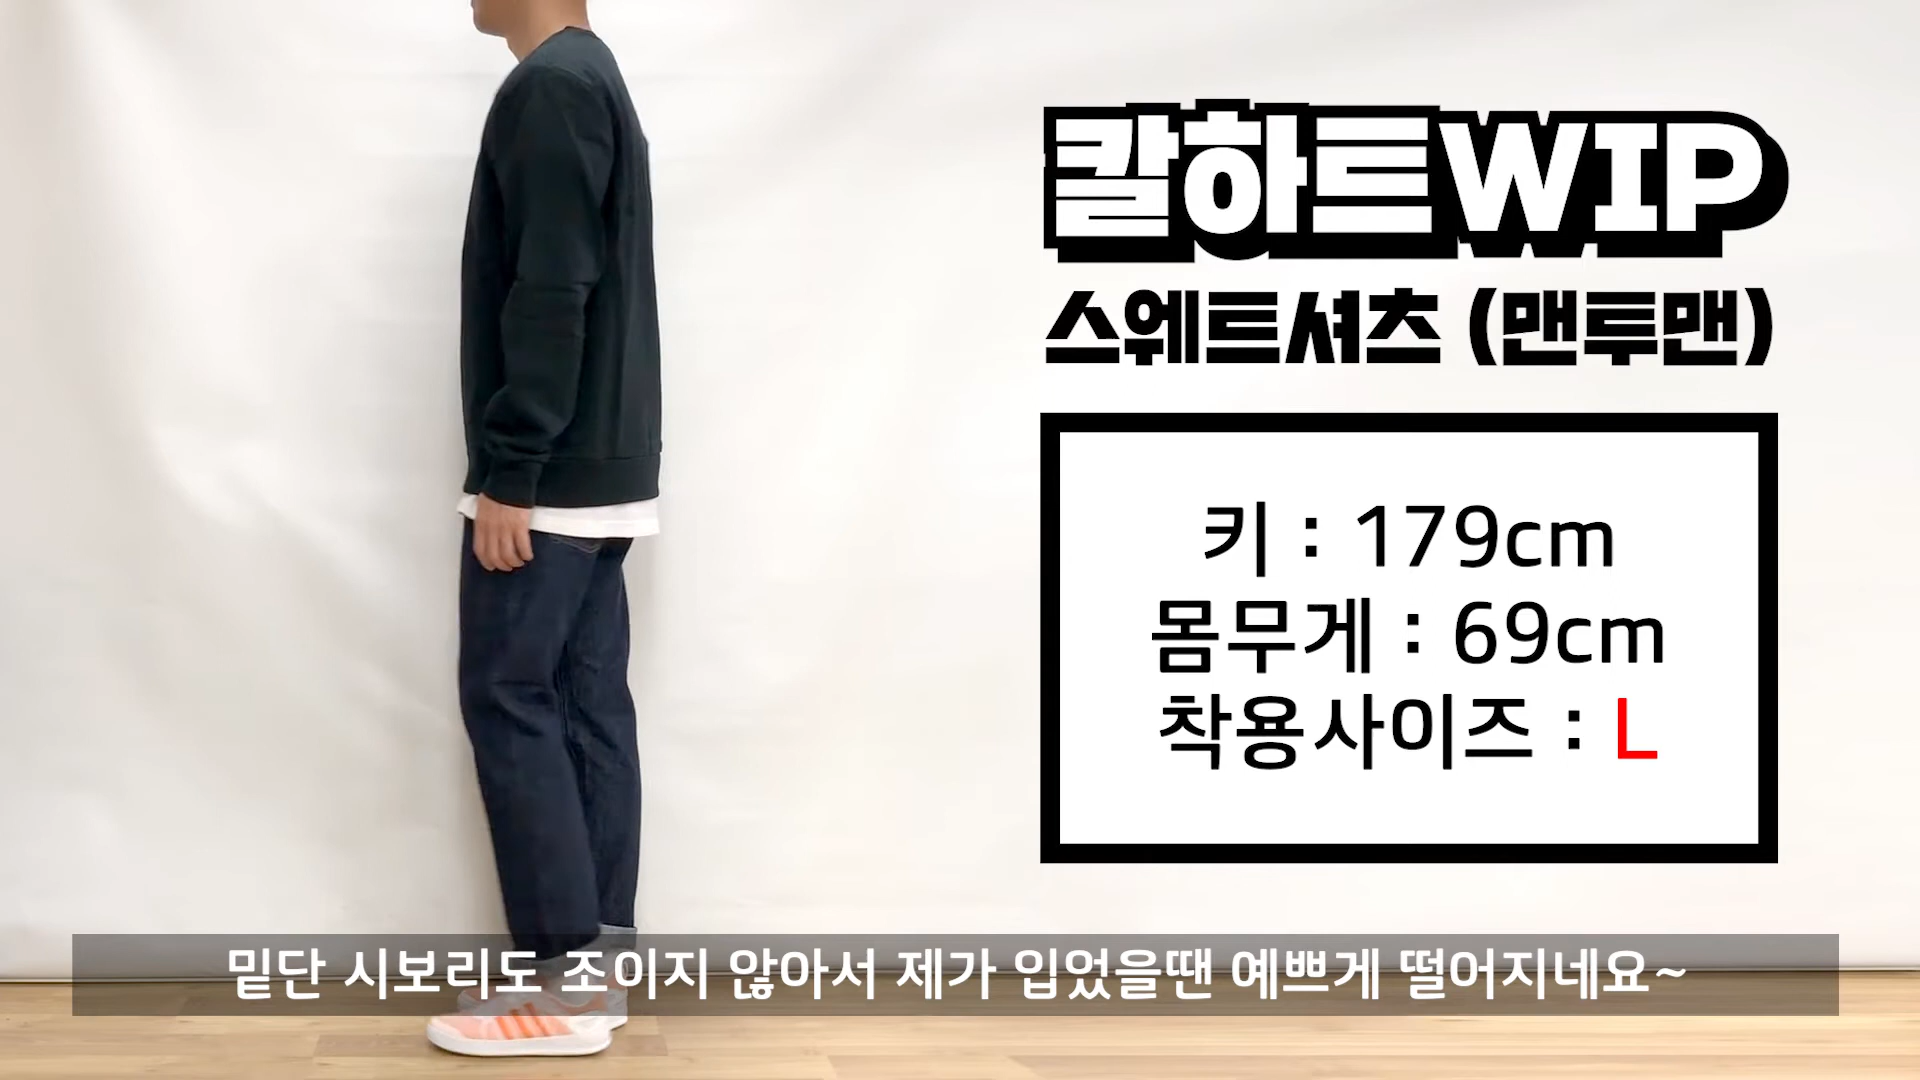 칼하트WIP
스웨트셔츠 (맨투맨)
키 : 179cm
몸무게 : 69cm
착용사이즈 : L
밑단 시보리도 조이지 않아서 제가 입었을땐 예쁘게 떨어지네요~